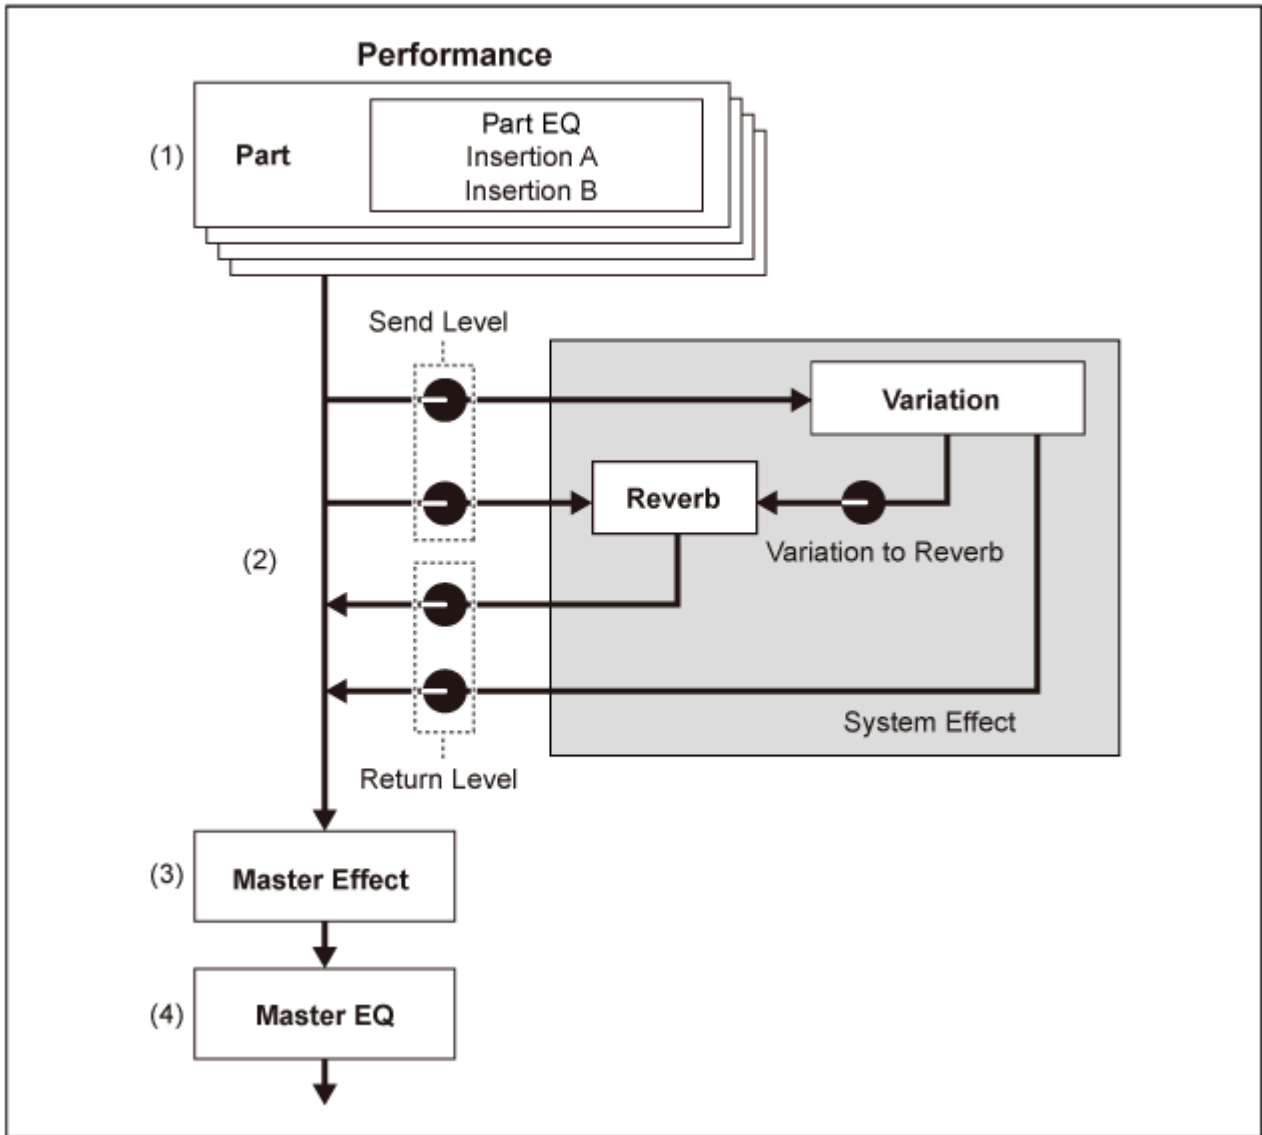 Performance
(1)
Part
Part EQ
Insertion A
Insertion B
Send Level
Variation
Reverb
Variation to Reverb
(2)
System Effect
Return Level
(3)
Master Effect
(4)
Master EQ